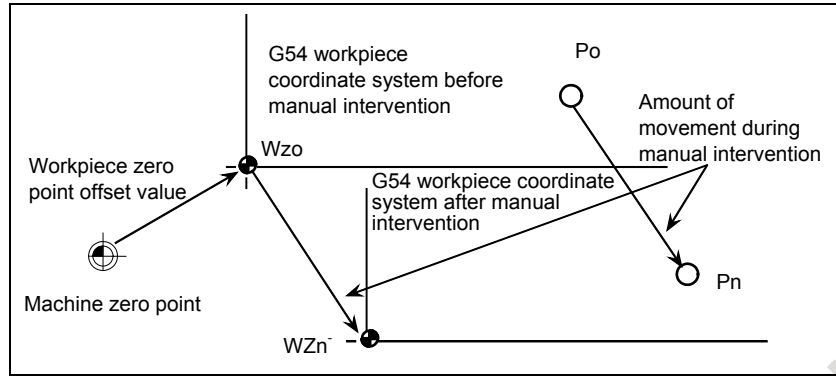 G54 workpiece
coordinate system before
manual intervention
Po
Amount of
movement during
manual intervention
Wzo
Workpiece zero
point offset value
G54 workpiece coordinate
system after manual
intervention
Pn
Machine zero point
WZn-